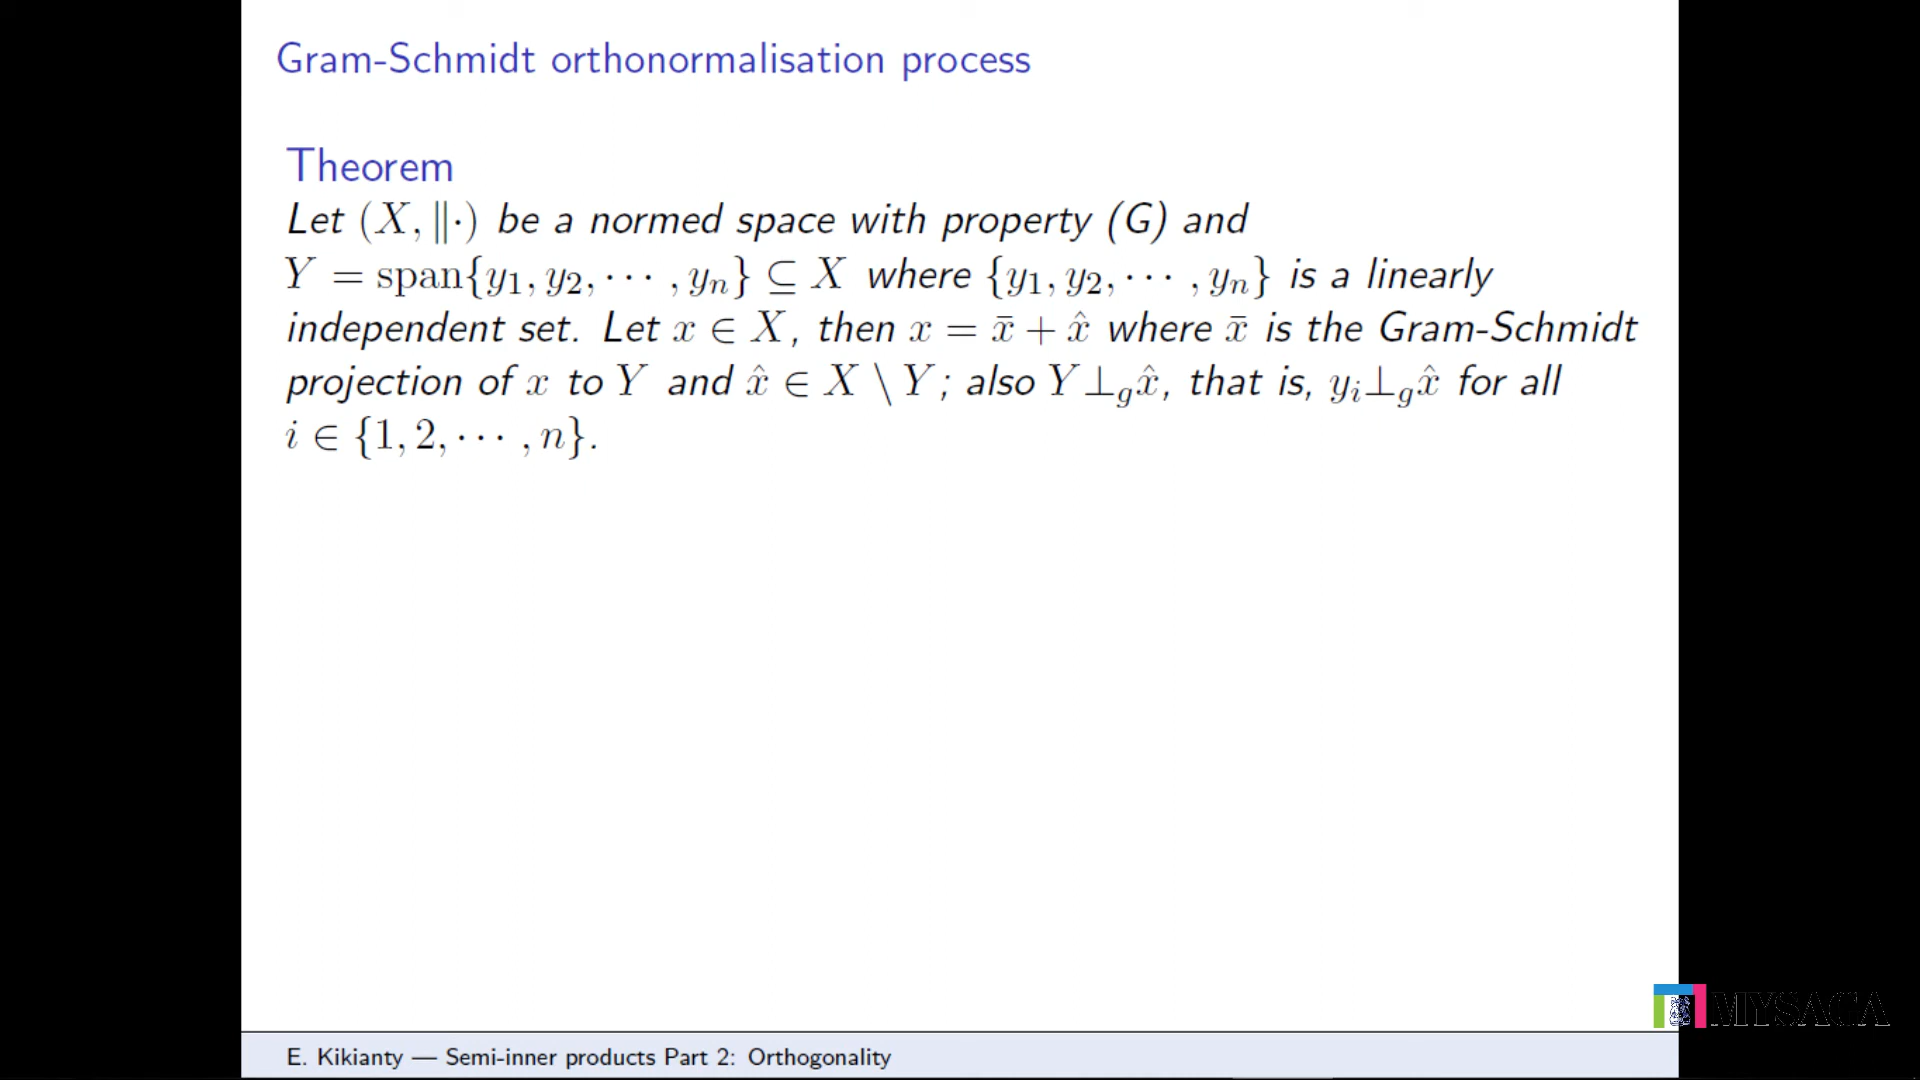 Gram-Schmidt orthonormalisation process
Theorem
Let (X, ‖·) be a normed space with property (G) and
Y = span{y₁, y₂, ⋯ , yₙ} ⊆ X where {y₁, y₂, ⋯ , yₙ} is a linearly
independent set. Let x ∈ X, then x = x̄ + x̂ where x̄ is the Gram-Schmidt
projection of x to Y and x̂ ∈ X \ Y; also Y⊥_g x̂, that is, yᵢ⊥_g x̂ for all
i ∈ {1, 2, ⋯ , n}.
MYSACA
E. Kikianty — Semi-inner products Part 2: Orthogonality